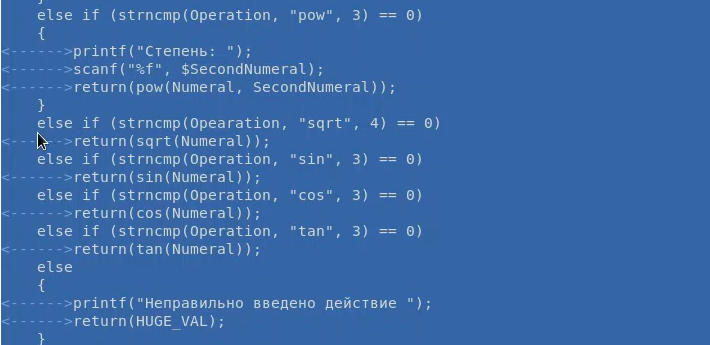 }
else if (strncmp(Operation, "pow", 3) == 0)
{
<------>printf("Степень: ");
<------>scanf("%f", $SecondNumeral);
<------>return(pow(Numeral, SecondNumeral));
}
else if (strncmp(Opearation, "sqrt", 4) == 0)
<------>return(sqrt(Numeral));
else if (strncmp(Operation, "sin", 3) == 0)
<------>return(sin(Numeral));
else if (strncmp(Operation, "cos", 3) == 0)
<------>return(cos(Numeral));
else if (strncmp(Operation, "tan", 3) == 0)
<------>return(tan(Numeral));
else
{
<------>printf("Неправильно введено действие ");
<------>return(HUGE_VAL);
}